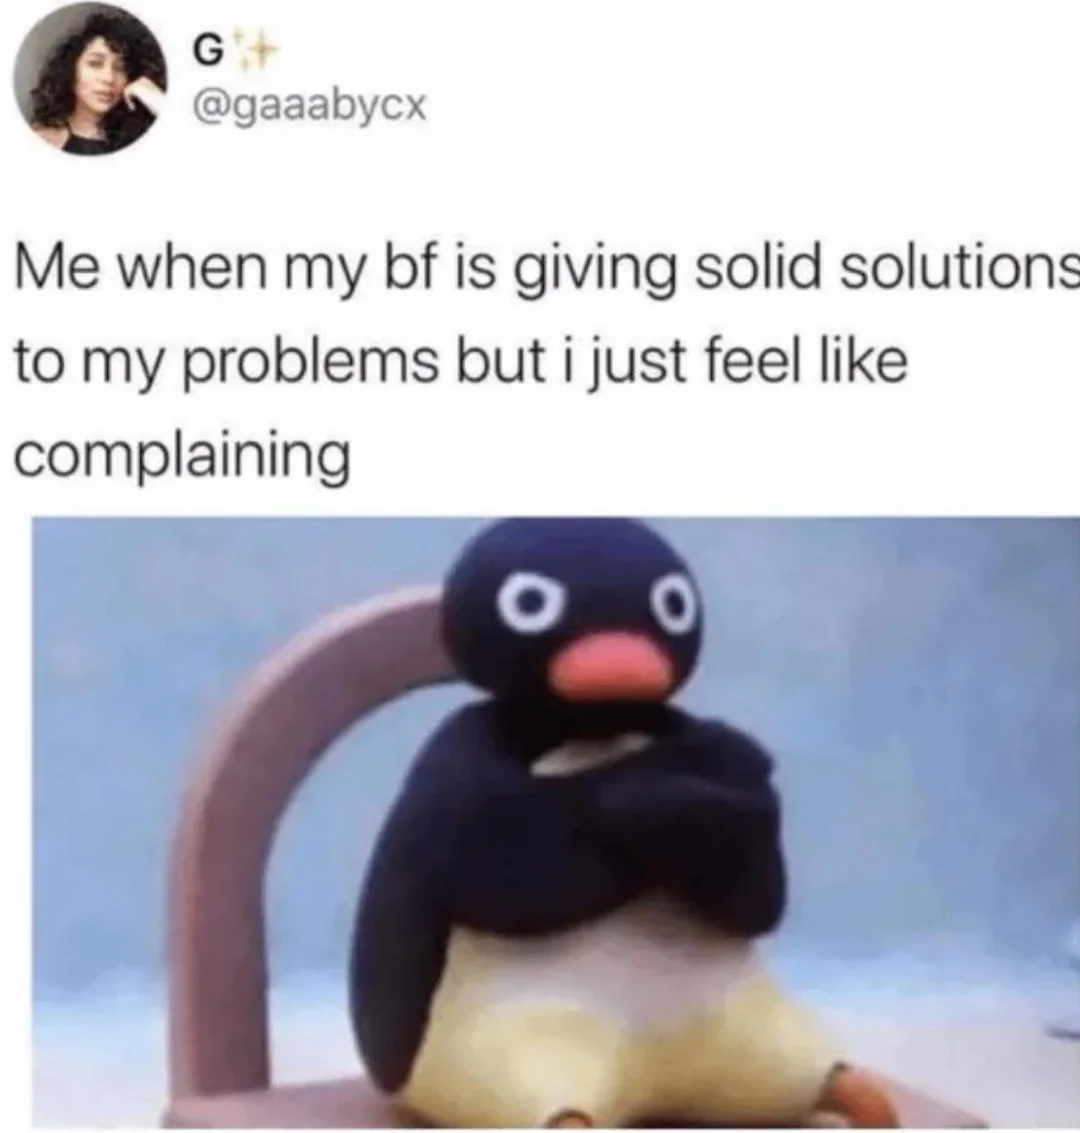 G✨
@gaaabycx
Me when my bf is giving solid solutions
to my problems but i just feel like
complaining